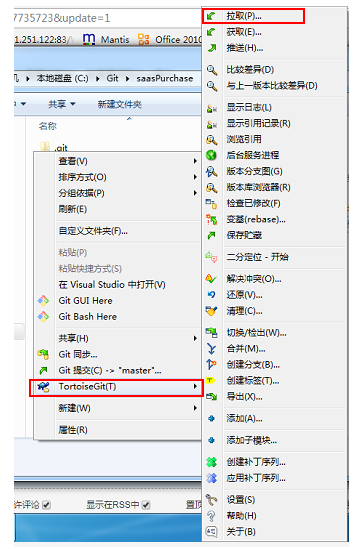 7735023&update=1
1.251.122:83/
Mantis
Office 2010
本地磁盘 (C:)
Git
saasPurchase
共享
新建文件夹
名称
.git
查看(V)
排序方式(O)
分组依据(P)
刷新(E)
自定义文件夹(F)...
粘贴(P)
粘贴快捷方式(S)
在 Visual Studio 中打开(V)
Git GUI Here
Git Bash Here
共享(H)
Git 同步...
Git 提交(C) -> "master"...
TortoiseGit(T)
新建(W)
属性(R)
拉取(P)...
获取(E)...
推送(H)...
比较差异(D)
与上一版本比较差异(D)
显示日志(L)
显示引用记录(R)
浏览引用
后台服务进程
版本分支图(G)
版本库浏览器(R)
检查已修改(F)
变基(rebase)...
保存贮藏
二分定位 - 开始
解决冲突(O)...
还原(V)...
清理(C)...
切换/检出(W)...
合并(M)...
创建分支(B)...
创建标签(T)...
导出(X)...
添加(A)...
添加子模块...
创建补丁序列...
应用补丁序列...
设置(S)
帮助(H)
关于(B)
许评论
显示在RSS中
置顶